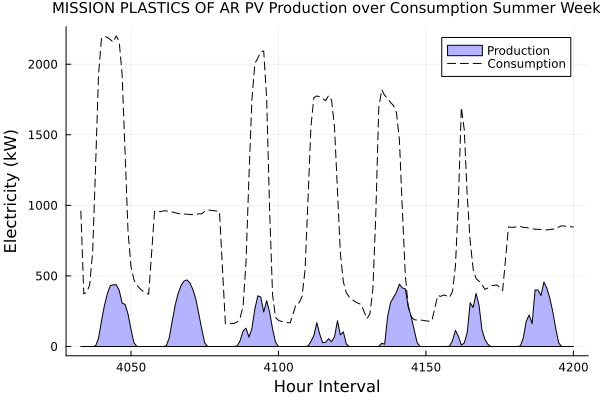 MISSION PLASTICS OF AR PV Production over Consumption Summer Week
Production
Consumption
Electricity (kW)
2000
1500
1000
500
0
4050 4100 4150 4200
Hour Interval